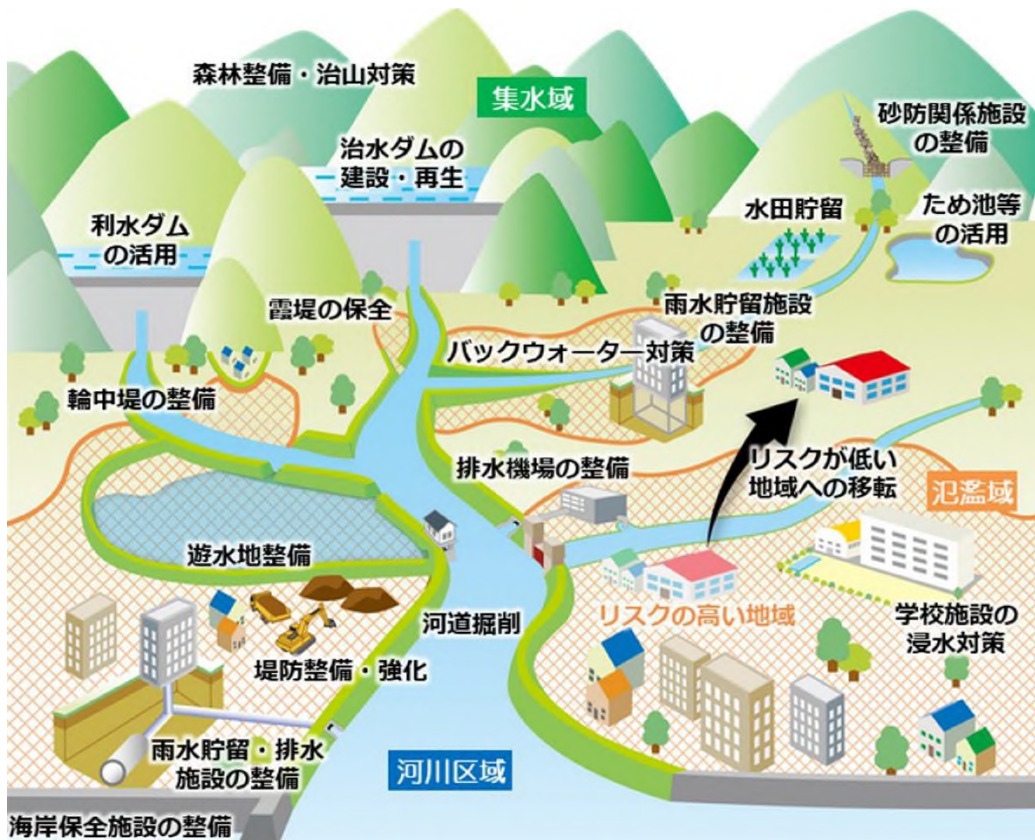 森林整備・治山対策
集水域
砂防関係施設
の整備
治水ダムの
建設・再生
水田貯留
ため池等
の活用
利水ダム
の活用
霞堤の保全
雨水貯留施設
の整備
バックウォーター対策
輪中堤の整備
排水機場の整備
リスクが低い
地域への移転
氾濫域
遊水地整備
リスクの高い地域
学校施設の
浸水対策
河道掘削
堤防整備・強化
雨水貯留・排水
施設の整備
河川区域
海岸保全施設の整備